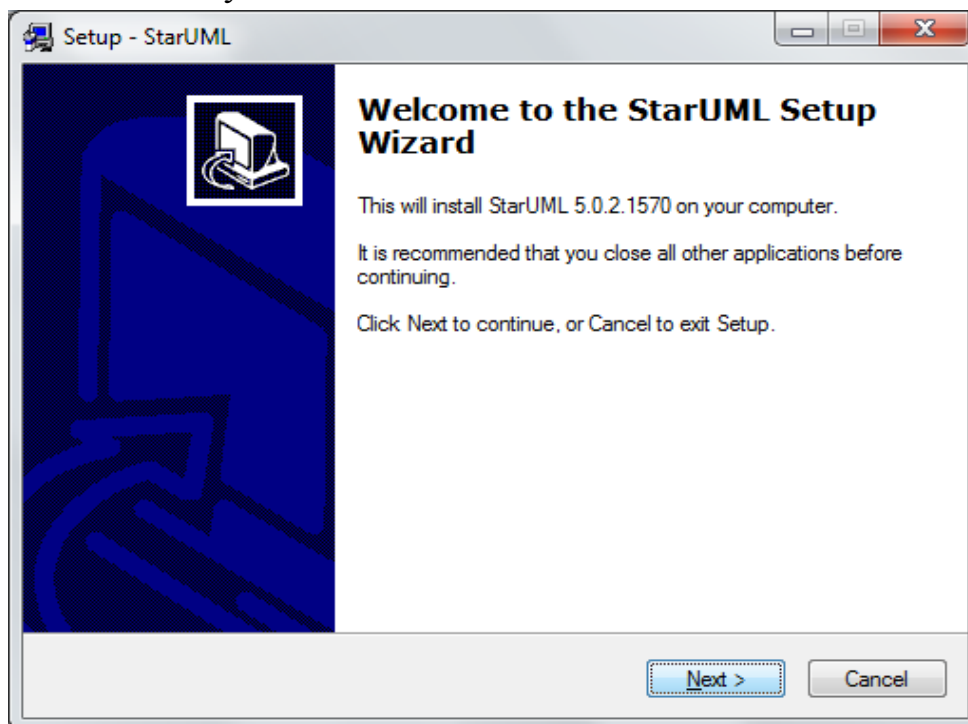 Setup - StarUML
Welcome to the StarUML Setup
Wizard
This will install StarUML 5.0.2.1570 on your computer.
It is recommended that you close all other applications before
continuing.
Click Next to continue, or Cancel to exit Setup.
Next >
Cancel